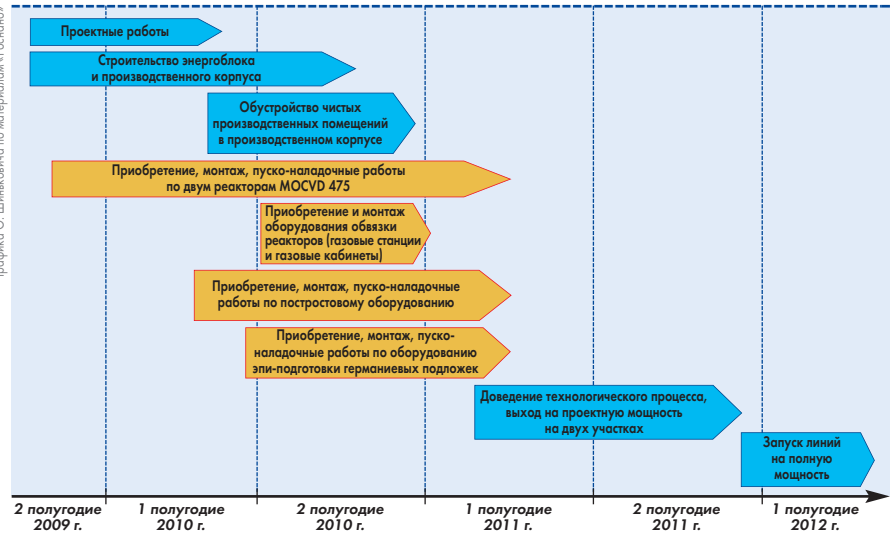 Проектные работы
Строительство энергоблока
и производственного корпуса
Обустройство чистых
производственных помещений
в производственном корпусе
Приобретение, монтаж, пуско-наладочные работы
по двум реакторам MOCVD 475
Приобретение и монтаж
оборудования обвязки
реакторов (газовые станции
и газовые кабинеты)
Приобретение, монтаж, пуско-наладочные
работы по постростовому оборудованию
Приобретение, монтаж, пуско-
наладочные работы по оборудованию
эпи-подготовки германиевых подложек
Доведение технологического процесса,
выход на проектную мощность
на двух участках
Запуск линий
на полную
мощность
2 полугодие
2009 г.
1 полугодие
2010 г.
2 полугодие
2010 г.
1 полугодие
2011 г.
2 полугодие
2011 г.
1 полугодие
2012 г.